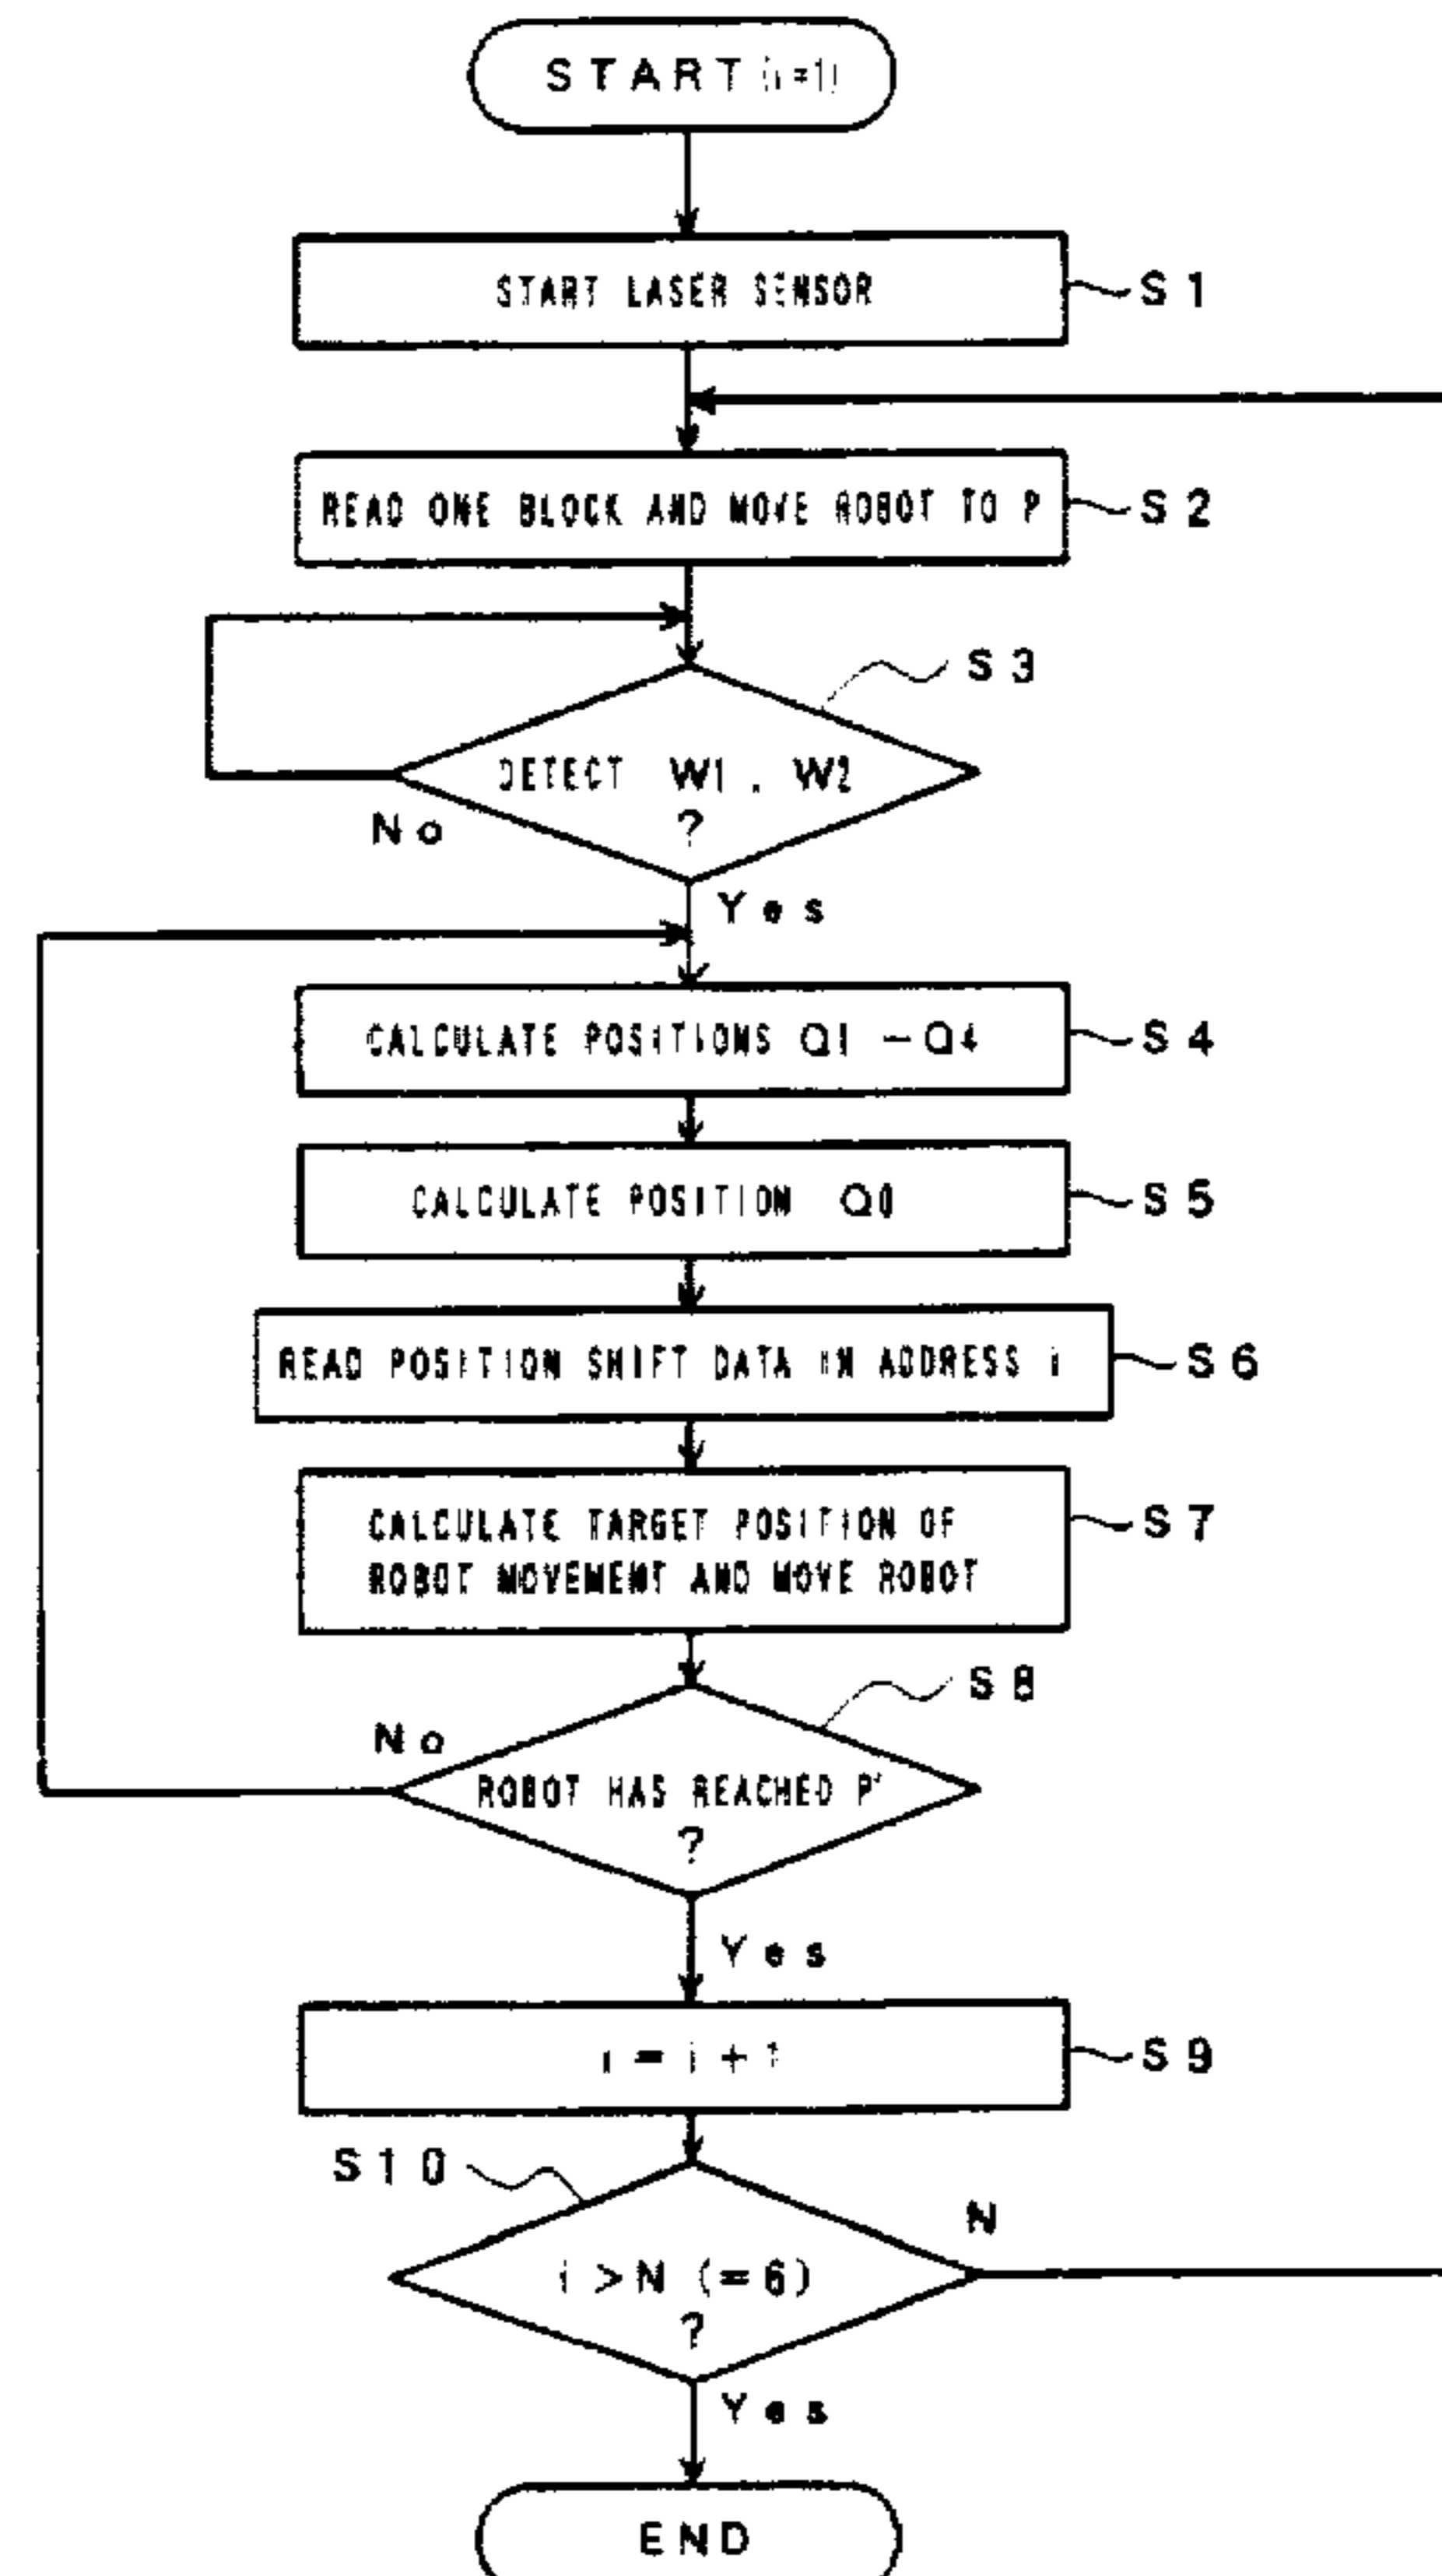 START (i=1)
START LASER SENSOR
S1
READ ONE BLOCK AND MOVE ROBOT TO P
S2
S3
DETECT W1, W2
?
No
Yes
CALCULATE POSITIONS Q1 - Q4
S4
CALCULATE POSITION Q0
S5
READ POSITION SHIFT DATA IN ADDRESS i
S6
CALCULATE TARGET POSITION OF
ROBOT MOVEMENT AND MOVE ROBOT
S7
S8
No
ROBOT HAS REACHED P'
?
Yes
i = i + 1
S9
S10
N
i > N (= 6)
?
Yes
END